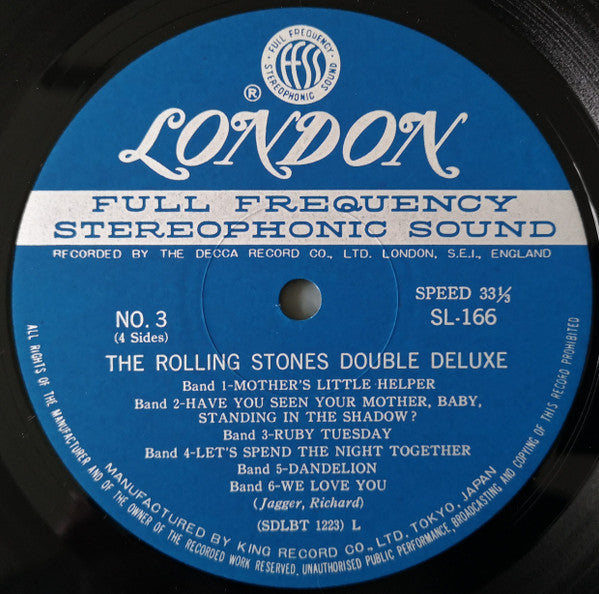 · FULL FREQUENCY ·
FFSS
STEREOPHONIC SOUND
®
LONDON
FULL FREQUENCY
STEREOPHONIC SOUND
RECORDED BY THE DECCA RECORD CO., LTD. LONDON, S.E.I., ENGLAND
NO. 3
(4 Sides)
SPEED 33⅓
SL-166
THE ROLLING STONES DOUBLE DELUXE
Band 1-MOTHER'S LITTLE HELPER
Band 2-HAVE YOU SEEN YOUR MOTHER, BABY,
STANDING IN THE SHADOW?
Band 3-RUBY TUESDAY
Band 4-LET'S SPEND THE NIGHT TOGETHER
Band 5-DANDELION
Band 6-WE LOVE YOU
(Jagger, Richard)
(SDLBT 1223) L
MANUFACTURED BY KING RECORD CO., LTD. TOKYO, JAPAN
ALL RIGHTS OF THE MANUFACTURER AND OF THE OWNER OF THE RECORDED WORK RESERVED. UNAUTHORISED PUBLIC PERFORMANCE, BROADCASTING AND COPYING OF THIS RECORD PROHIBITED